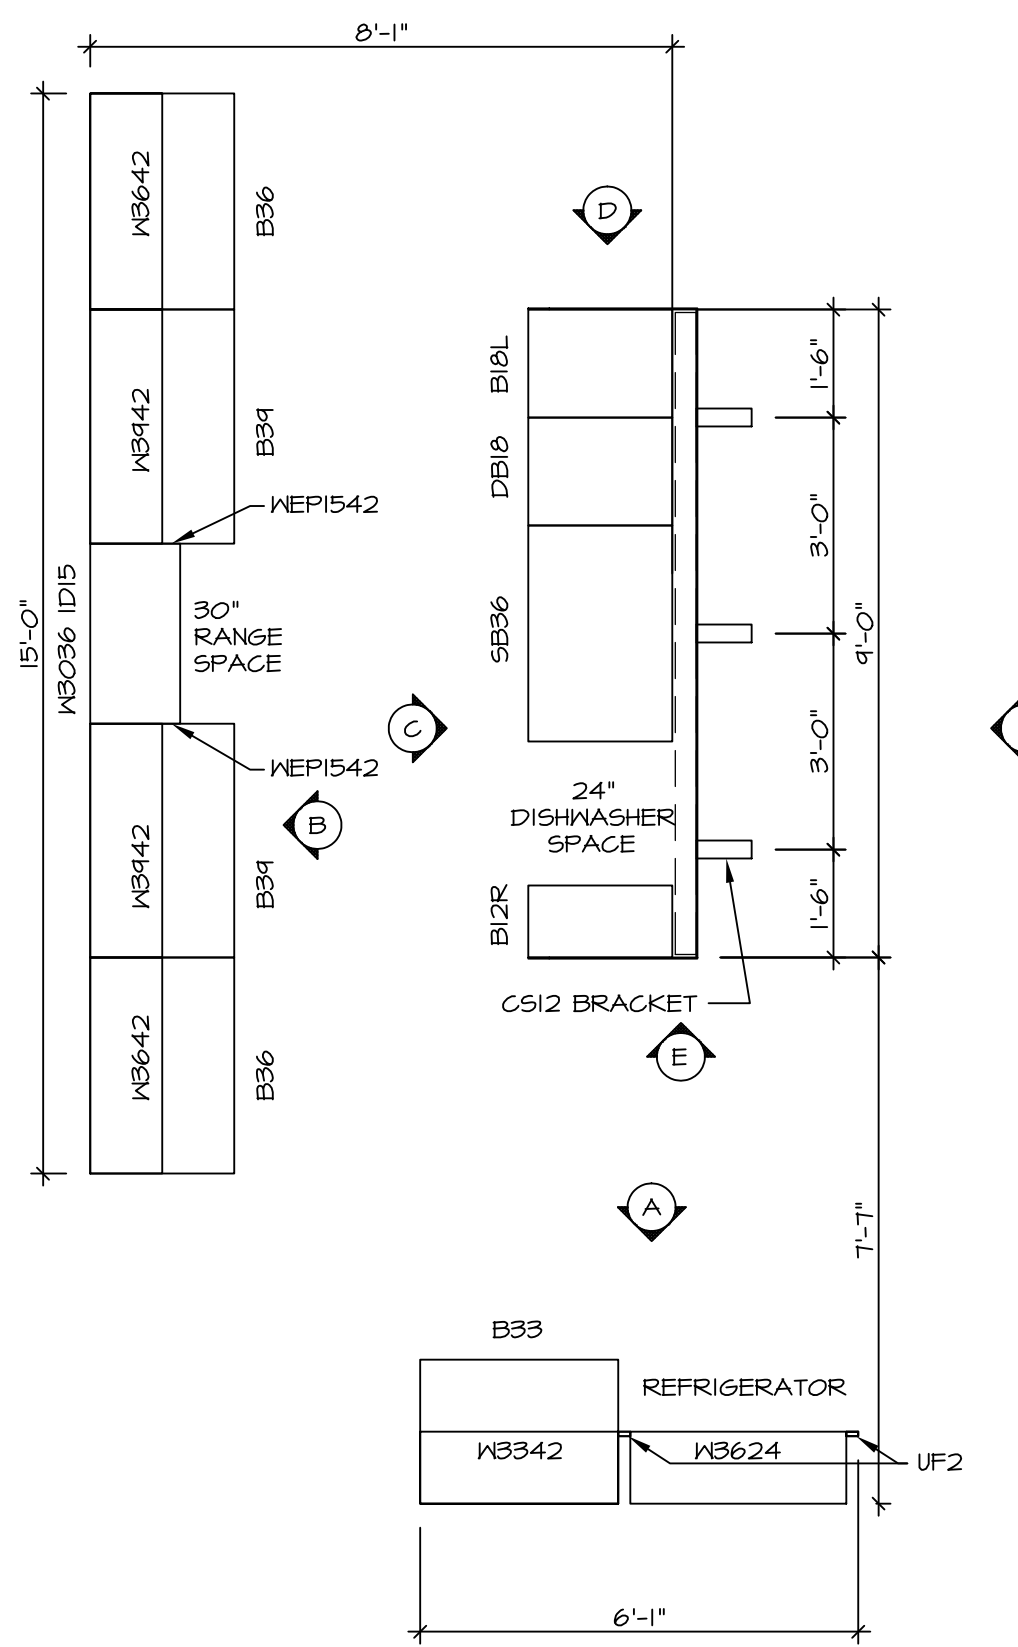 8'-1"
W3642
B36
D
B18L
1'-6"
W3942
B39
DB18
WEP1542
3'-0"
15'-0"
W3036 1D15
30"
RANGE
SPACE
SB36
9'-0"
C
3'-0"
WEP1542
24"
DISHWASHER
SPACE
B
W3942
B39
B12R
1'-6"
CS12 BRACKET
E
W3642
B36
A
7'-7"
B33
REFRIGERATOR
W3342
W3624
UF2
6'-1"